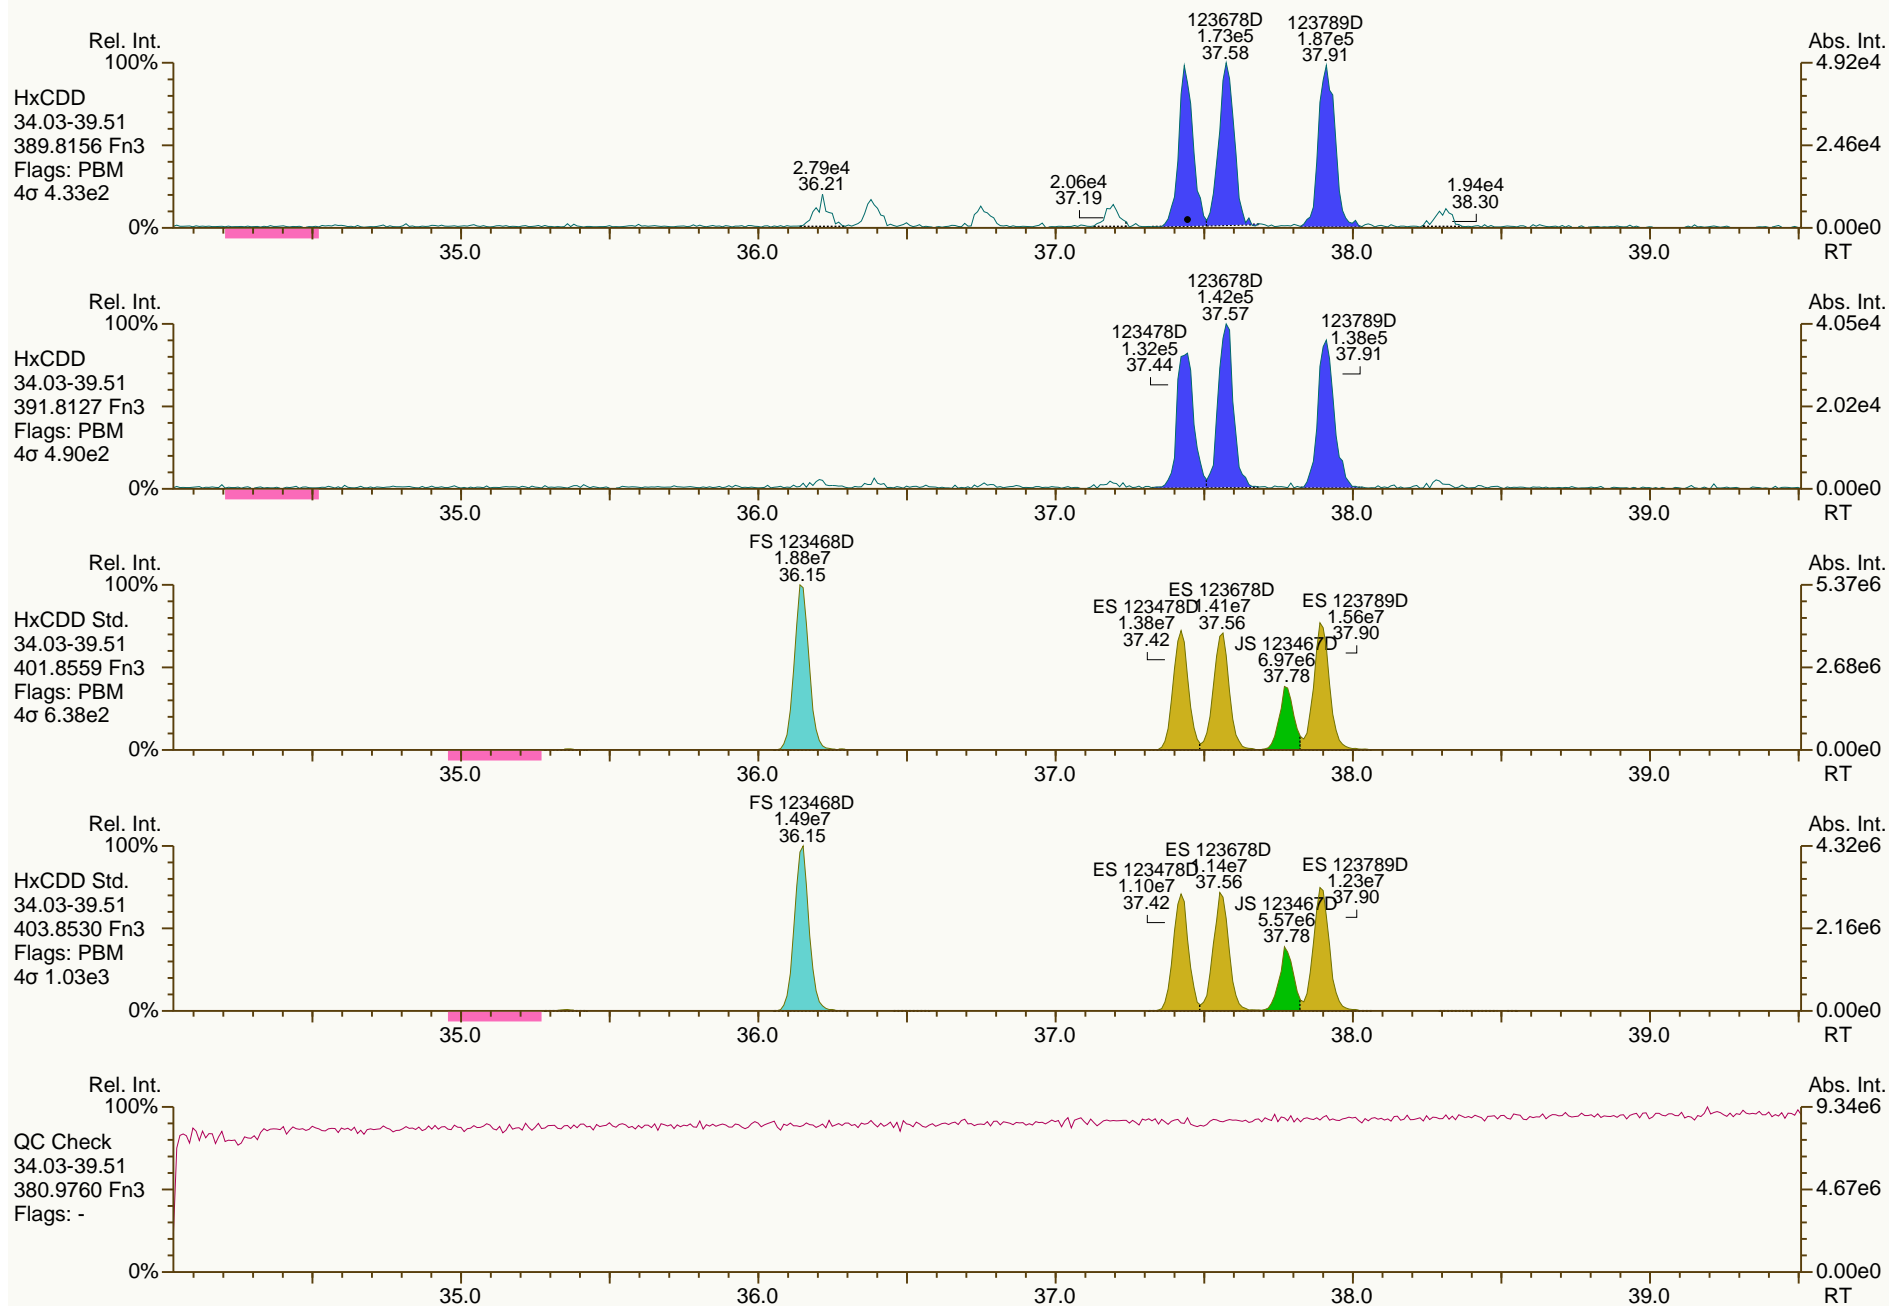 123678D
1.73e5
37.58
123789D
1.87e5
37.91
Rel. Int.
Abs. Int.
100%
4.92e4
HxCDD
34.03-39.51
389.8156 Fn3
Flags: PBM
4σ 4.33e2
2.79e4
36.21
2.06e4
37.19
1.94e4
38.30
2.46e4
0%
0.00e0
35.0 36.0 37.0 38.0 39.0 RT
123678D
1.42e5
37.57
Rel. Int.
Abs. Int.
100%
4.05e4
HxCDD
34.03-39.51
391.8127 Fn3
Flags: PBM
4σ 4.90e2
123478D
1.32e5
37.44
123789D
1.38e5
37.91
2.02e4
0%
0.00e0
35.0 36.0 37.0 38.0 39.0 RT
FS 123468D
1.88e7
36.15
Rel. Int.
Abs. Int.
100%
5.37e6
HxCDD Std.
34.03-39.51
401.8559 Fn3
Flags: PBM
4σ 6.38e2
ES 123478D
1.38e7
37.42
ES 123678D
1.41e7
37.56
JS 123467D
6.97e6
37.78
ES 123789D
1.56e7
37.90
2.68e6
0%
0.00e0
35.0 36.0 37.0 38.0 39.0 RT
FS 123468D
1.49e7
36.15
Rel. Int.
Abs. Int.
100%
4.32e6
HxCDD Std.
34.03-39.51
403.8530 Fn3
Flags: PBM
4σ 1.03e3
ES 123478D
1.10e7
37.42
ES 123678D
1.14e7
37.56
JS 123467D
5.57e6
37.78
ES 123789D
1.23e7
37.90
2.16e6
0%
0.00e0
35.0 36.0 37.0 38.0 39.0 RT
Rel. Int.
Abs. Int.
100%
9.34e6
QC Check
34.03-39.51
380.9760 Fn3
Flags: -
4.67e6
0%
0.00e0
35.0 36.0 37.0 38.0 39.0 RT